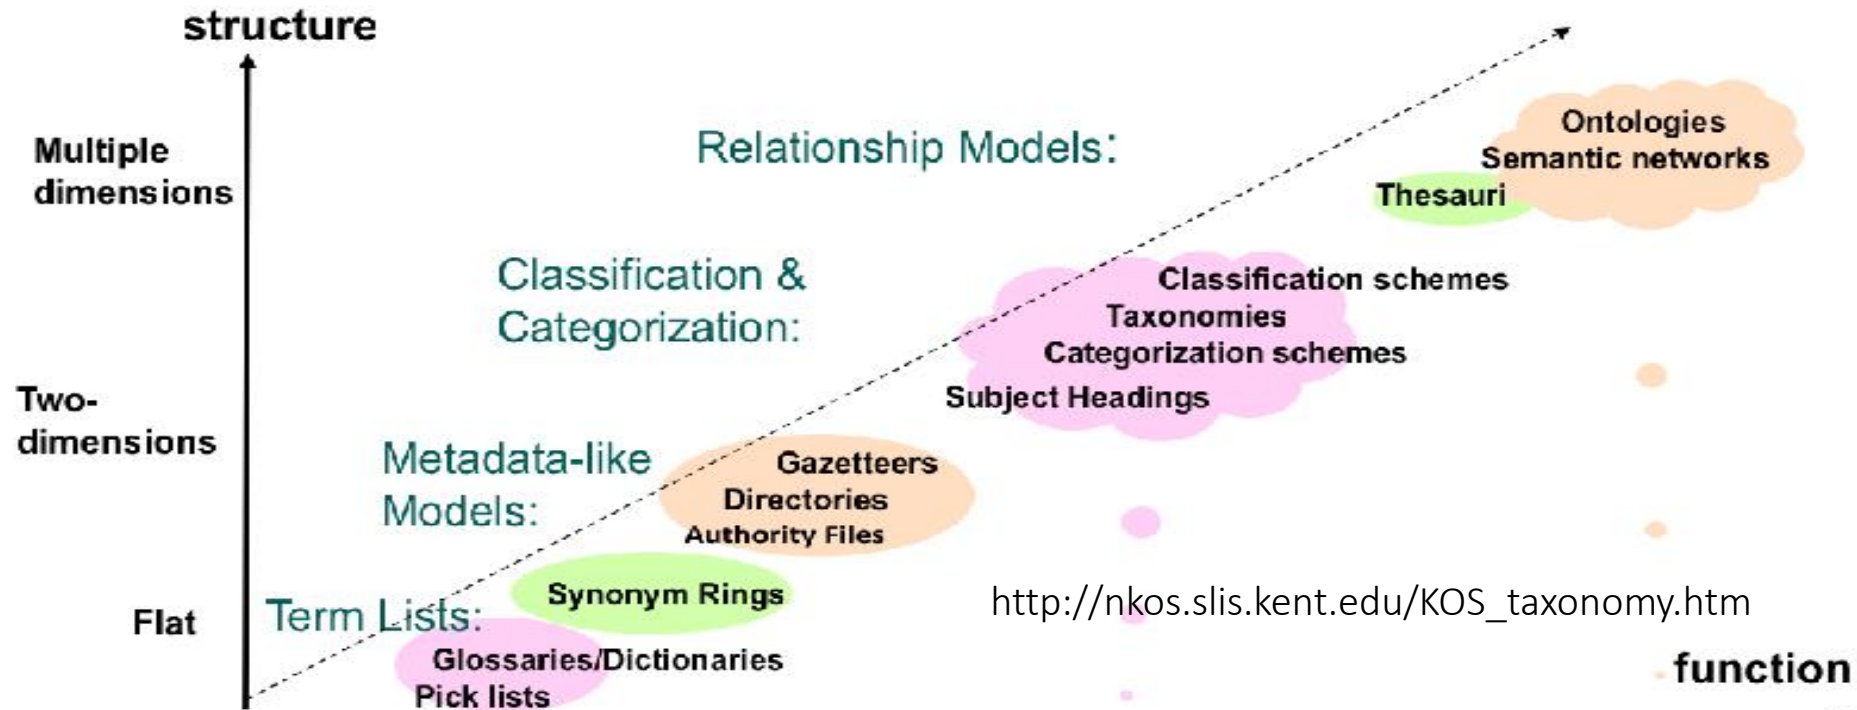 structure
Multiple
dimensions
Relationship Models:
Ontologies
Semantic networks
Thesauri
Classification &
Categorization:
Classification schemes
Taxonomies
Categorization schemes
Subject Headings
Two-
dimensions
Metadata-like
Models:
Gazetteers
Directories
Authority Files
Flat
Term Lists:
Synonym Rings
Glossaries/Dictionaries
Pick lists
http://nkos.slis.kent.edu/KOS_taxonomy.htm
function